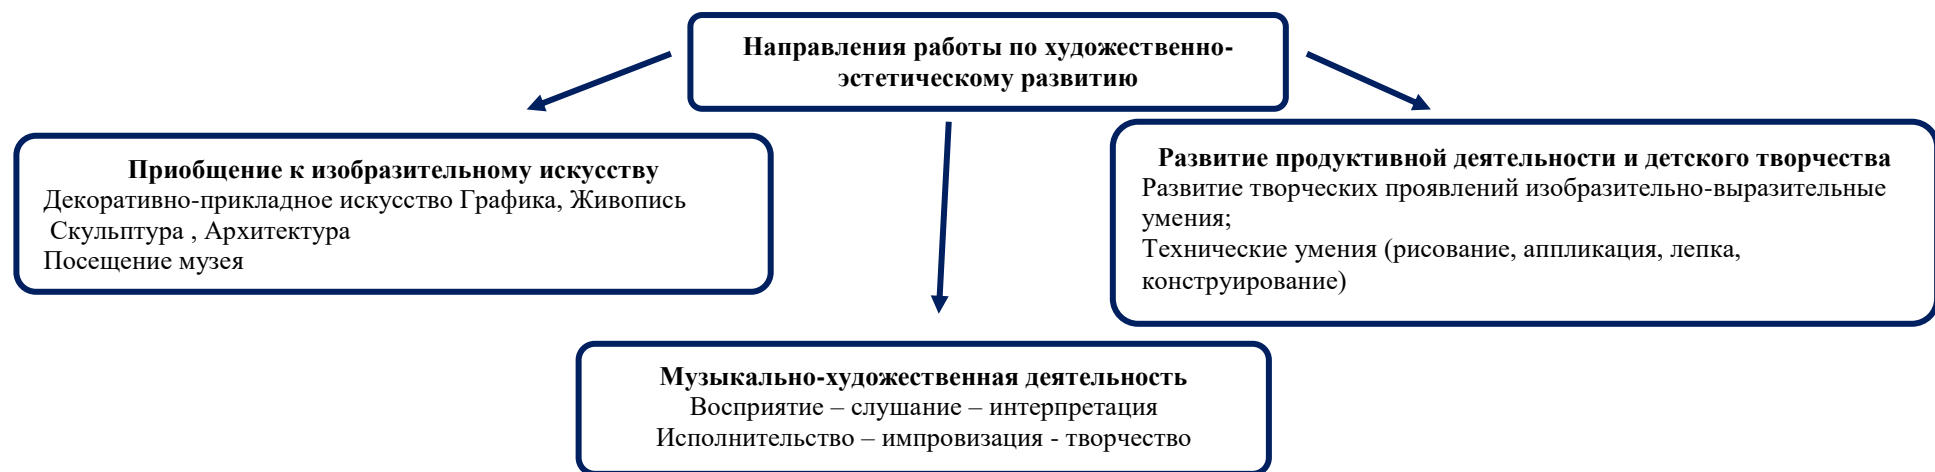 Направления работы по художественно-
эстетическому развитию
Приобщение к изобразительному искусству
Декоративно-прикладное искусство Графика, Живопись
Скульптура , Архитектура
Посещение музея
Развитие продуктивной деятельности и детского творчества
Развитие творческих проявлений изобразительно-выразительные
умения;
Технические умения (рисование, аппликация, лепка,
конструирование)
Музыкально-художественная деятельность
Восприятие – слушание – интерпретация
Исполнительство – импровизация - творчество